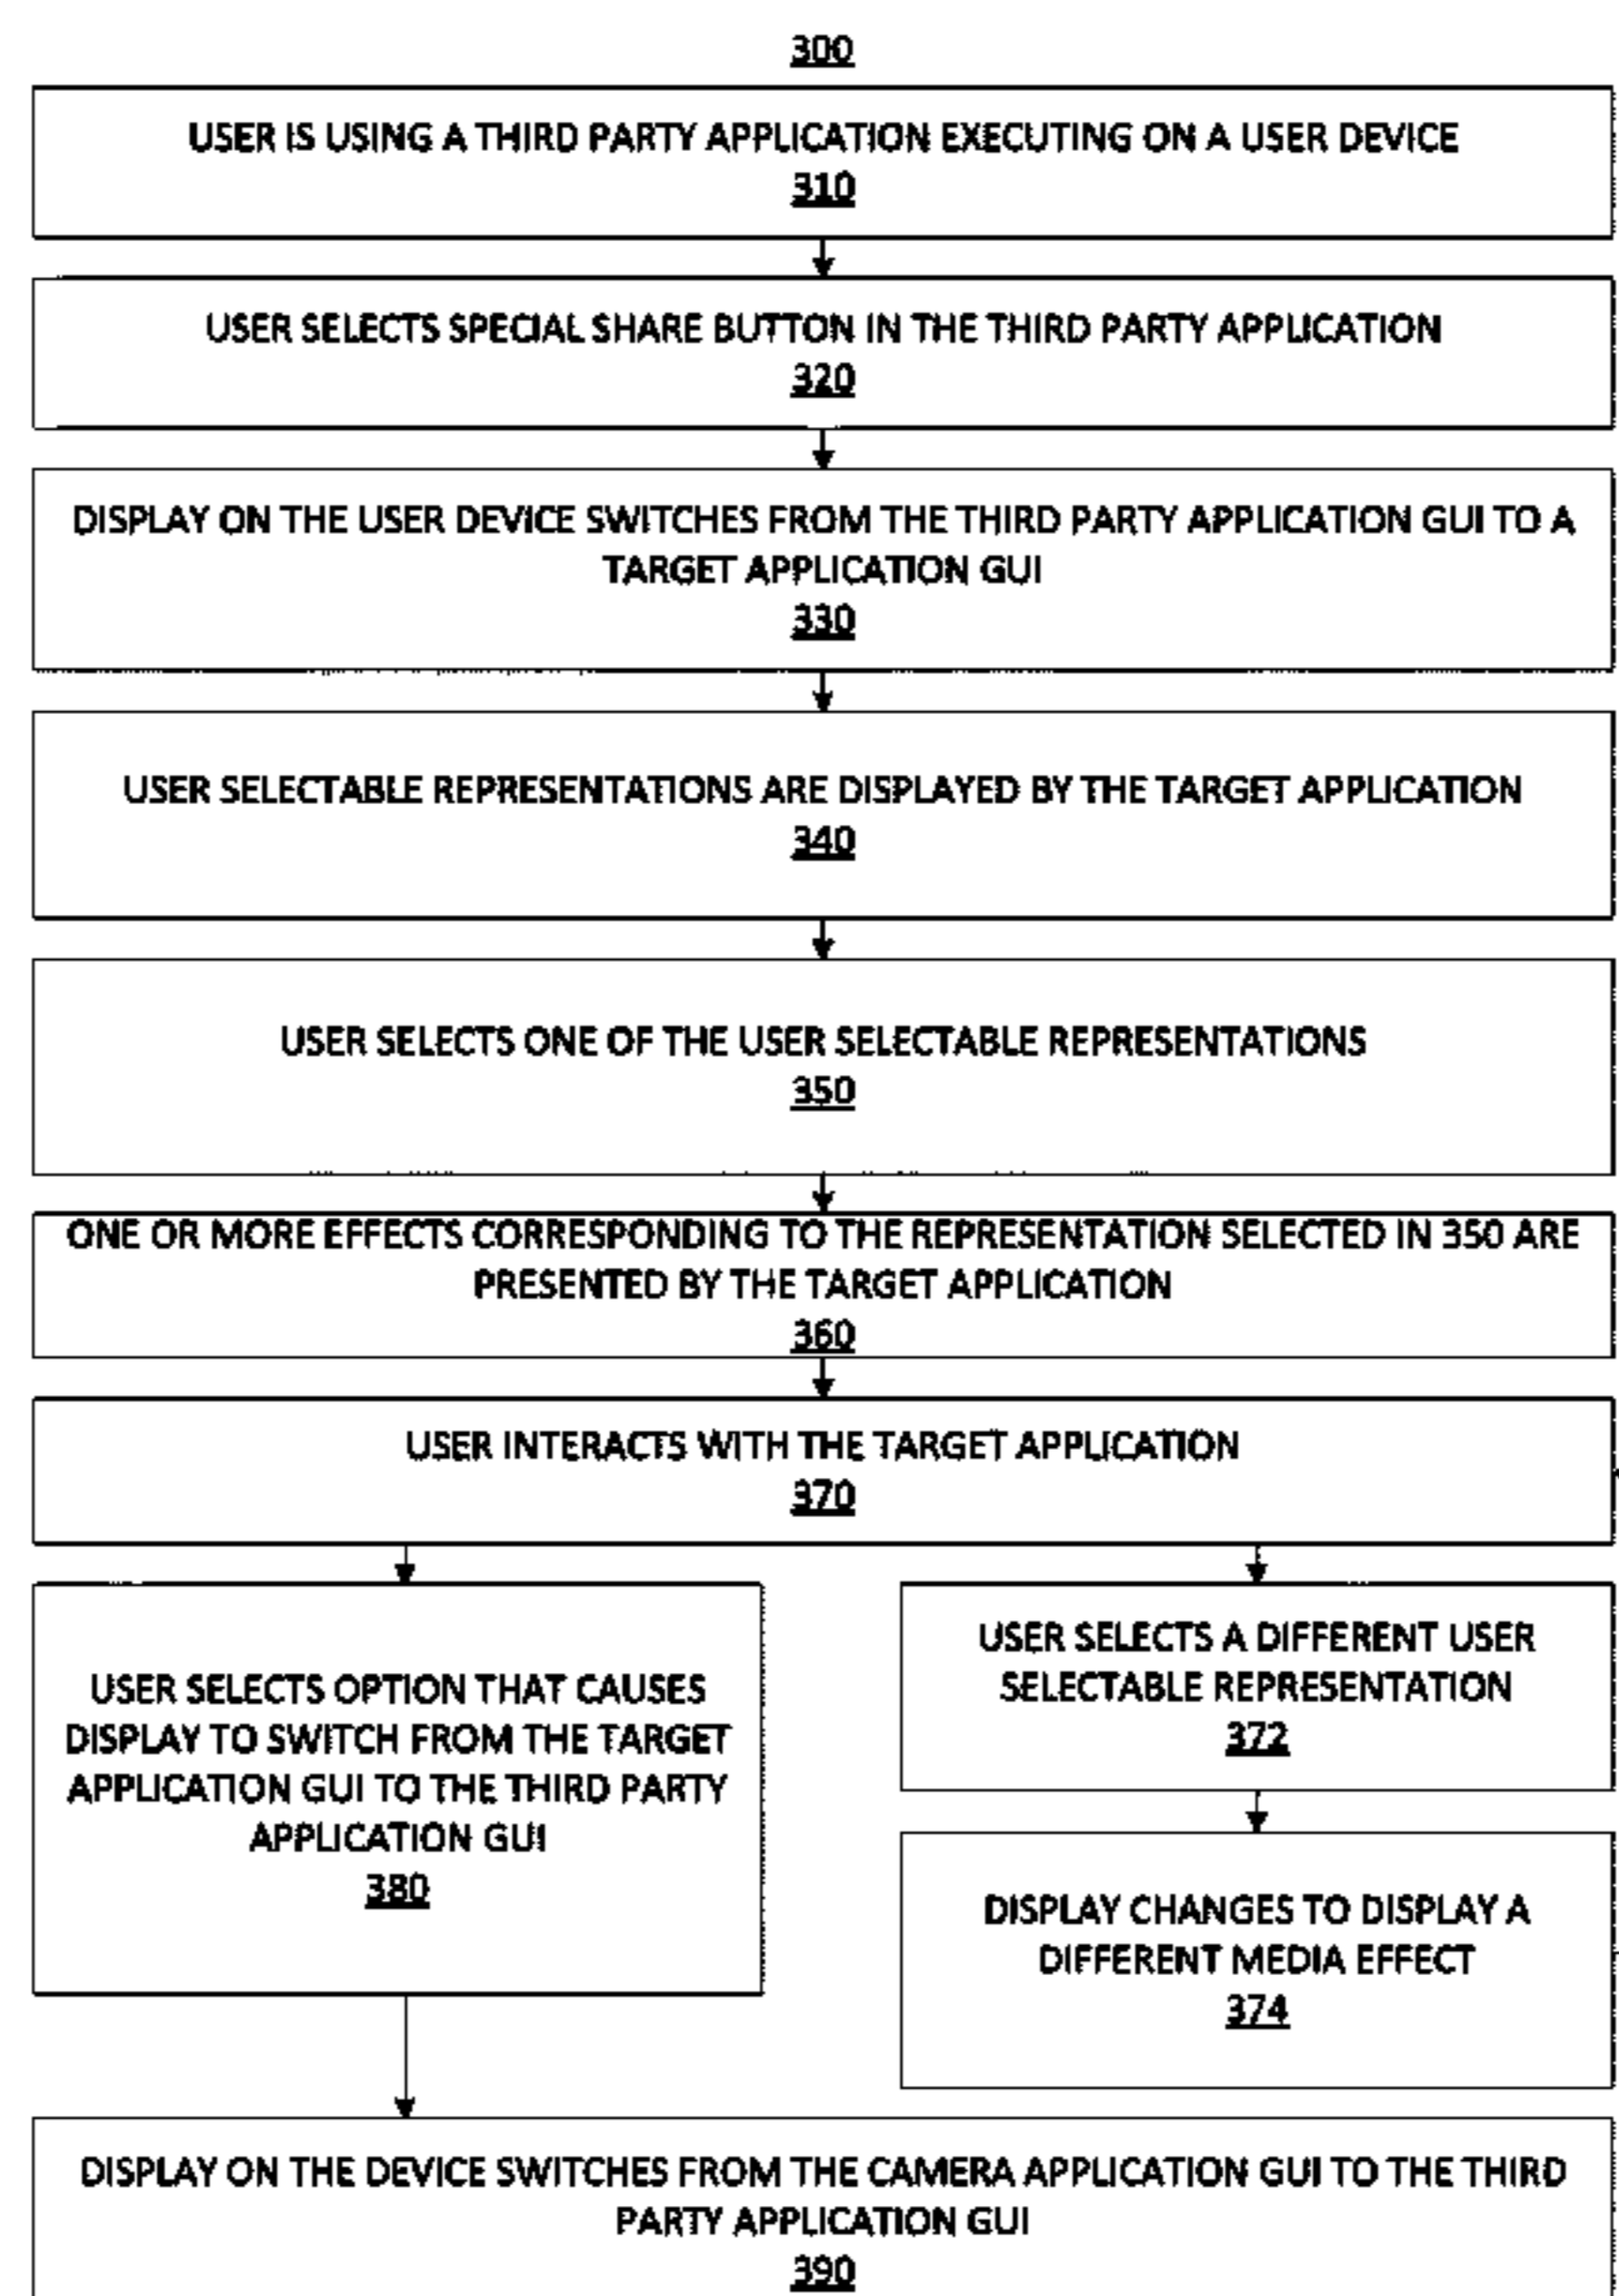 300
USER IS USING A THIRD PARTY APPLICATION EXECUTING ON A USER DEVICE
310
USER SELECTS SPECIAL SHARE BUTTON IN THE THIRD PARTY APPLICATION
320
DISPLAY ON THE USER DEVICE SWITCHES FROM THE THIRD PARTY APPLICATION GUI TO A
TARGET APPLICATION GUI
330
USER SELECTABLE REPRESENTATIONS ARE DISPLAYED BY THE TARGET APPLICATION
340
USER SELECTS ONE OF THE USER SELECTABLE REPRESENTATIONS
350
ONE OR MORE EFFECTS CORRESPONDING TO THE REPRESENTATION SELECTED IN 350 ARE
PRESENTED BY THE TARGET APPLICATION
360
USER INTERACTS WITH THE TARGET APPLICATION
370
USER SELECTS OPTION THAT CAUSES
DISPLAY TO SWITCH FROM THE TARGET
APPLICATION GUI TO THE THIRD PARTY
APPLICATION GUI
380
USER SELECTS A DIFFERENT USER
SELECTABLE REPRESENTATION
372
DISPLAY CHANGES TO DISPLAY A
DIFFERENT MEDIA EFFECT
374
DISPLAY ON THE DEVICE SWITCHES FROM THE CAMERA APPLICATION GUI TO THE THIRD
PARTY APPLICATION GUI
390